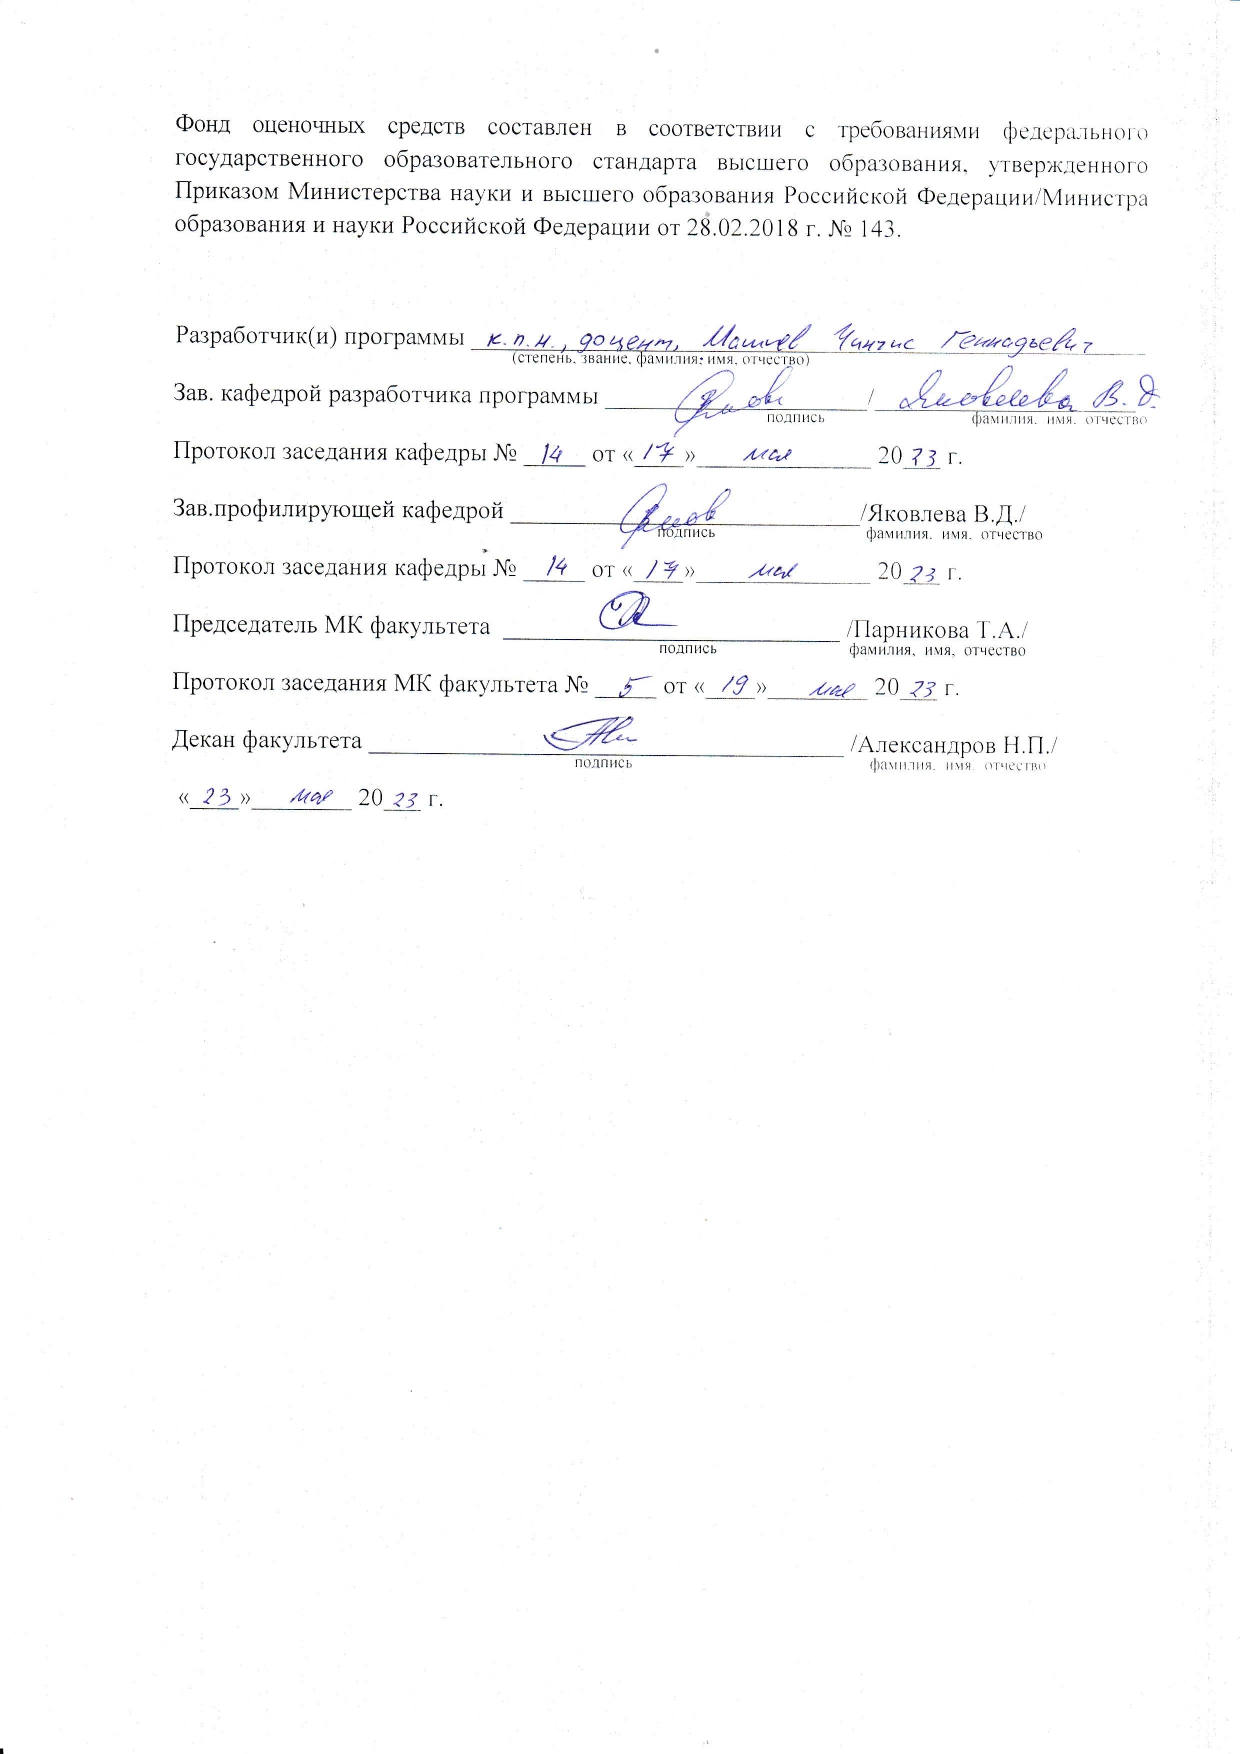 Фонд оценочных средств составлен в соответствии с требованиями федерального
государственного образовательного стандарта высшего образования, утвержденного
Приказом Министерства науки и высшего образования Российской Федерации/Министра
образования и науки Российской Федерации от 28.02.2018 г. № 143.
Разработчик(и) программы к.п.н., доцент, Чингис Геннадьевич
(степень, звание, фамилия, имя, отчество)
Зав. кафедрой разработчика программы ____ / Яковлева В.Д.
подпись фамилия, имя, отчество
Протокол заседания кафедры № 14 от «17» мая 2023 г.
Зав.профилирующей кафедрой ____ /Яковлева В.Д./
подпись фамилия, имя, отчество
Протокол заседания кафедры № 14 от «17» мая 2023 г.
Председатель МК факультета ____ /Парникова Т.А./
подпись фамилия, имя, отчество
Протокол заседания МК факультета № 5 от «19» мая 2023 г.
Декан факультета ____ /Александров Н.П./
подпись фамилия, имя, отчество
«23» мая 2023 г.